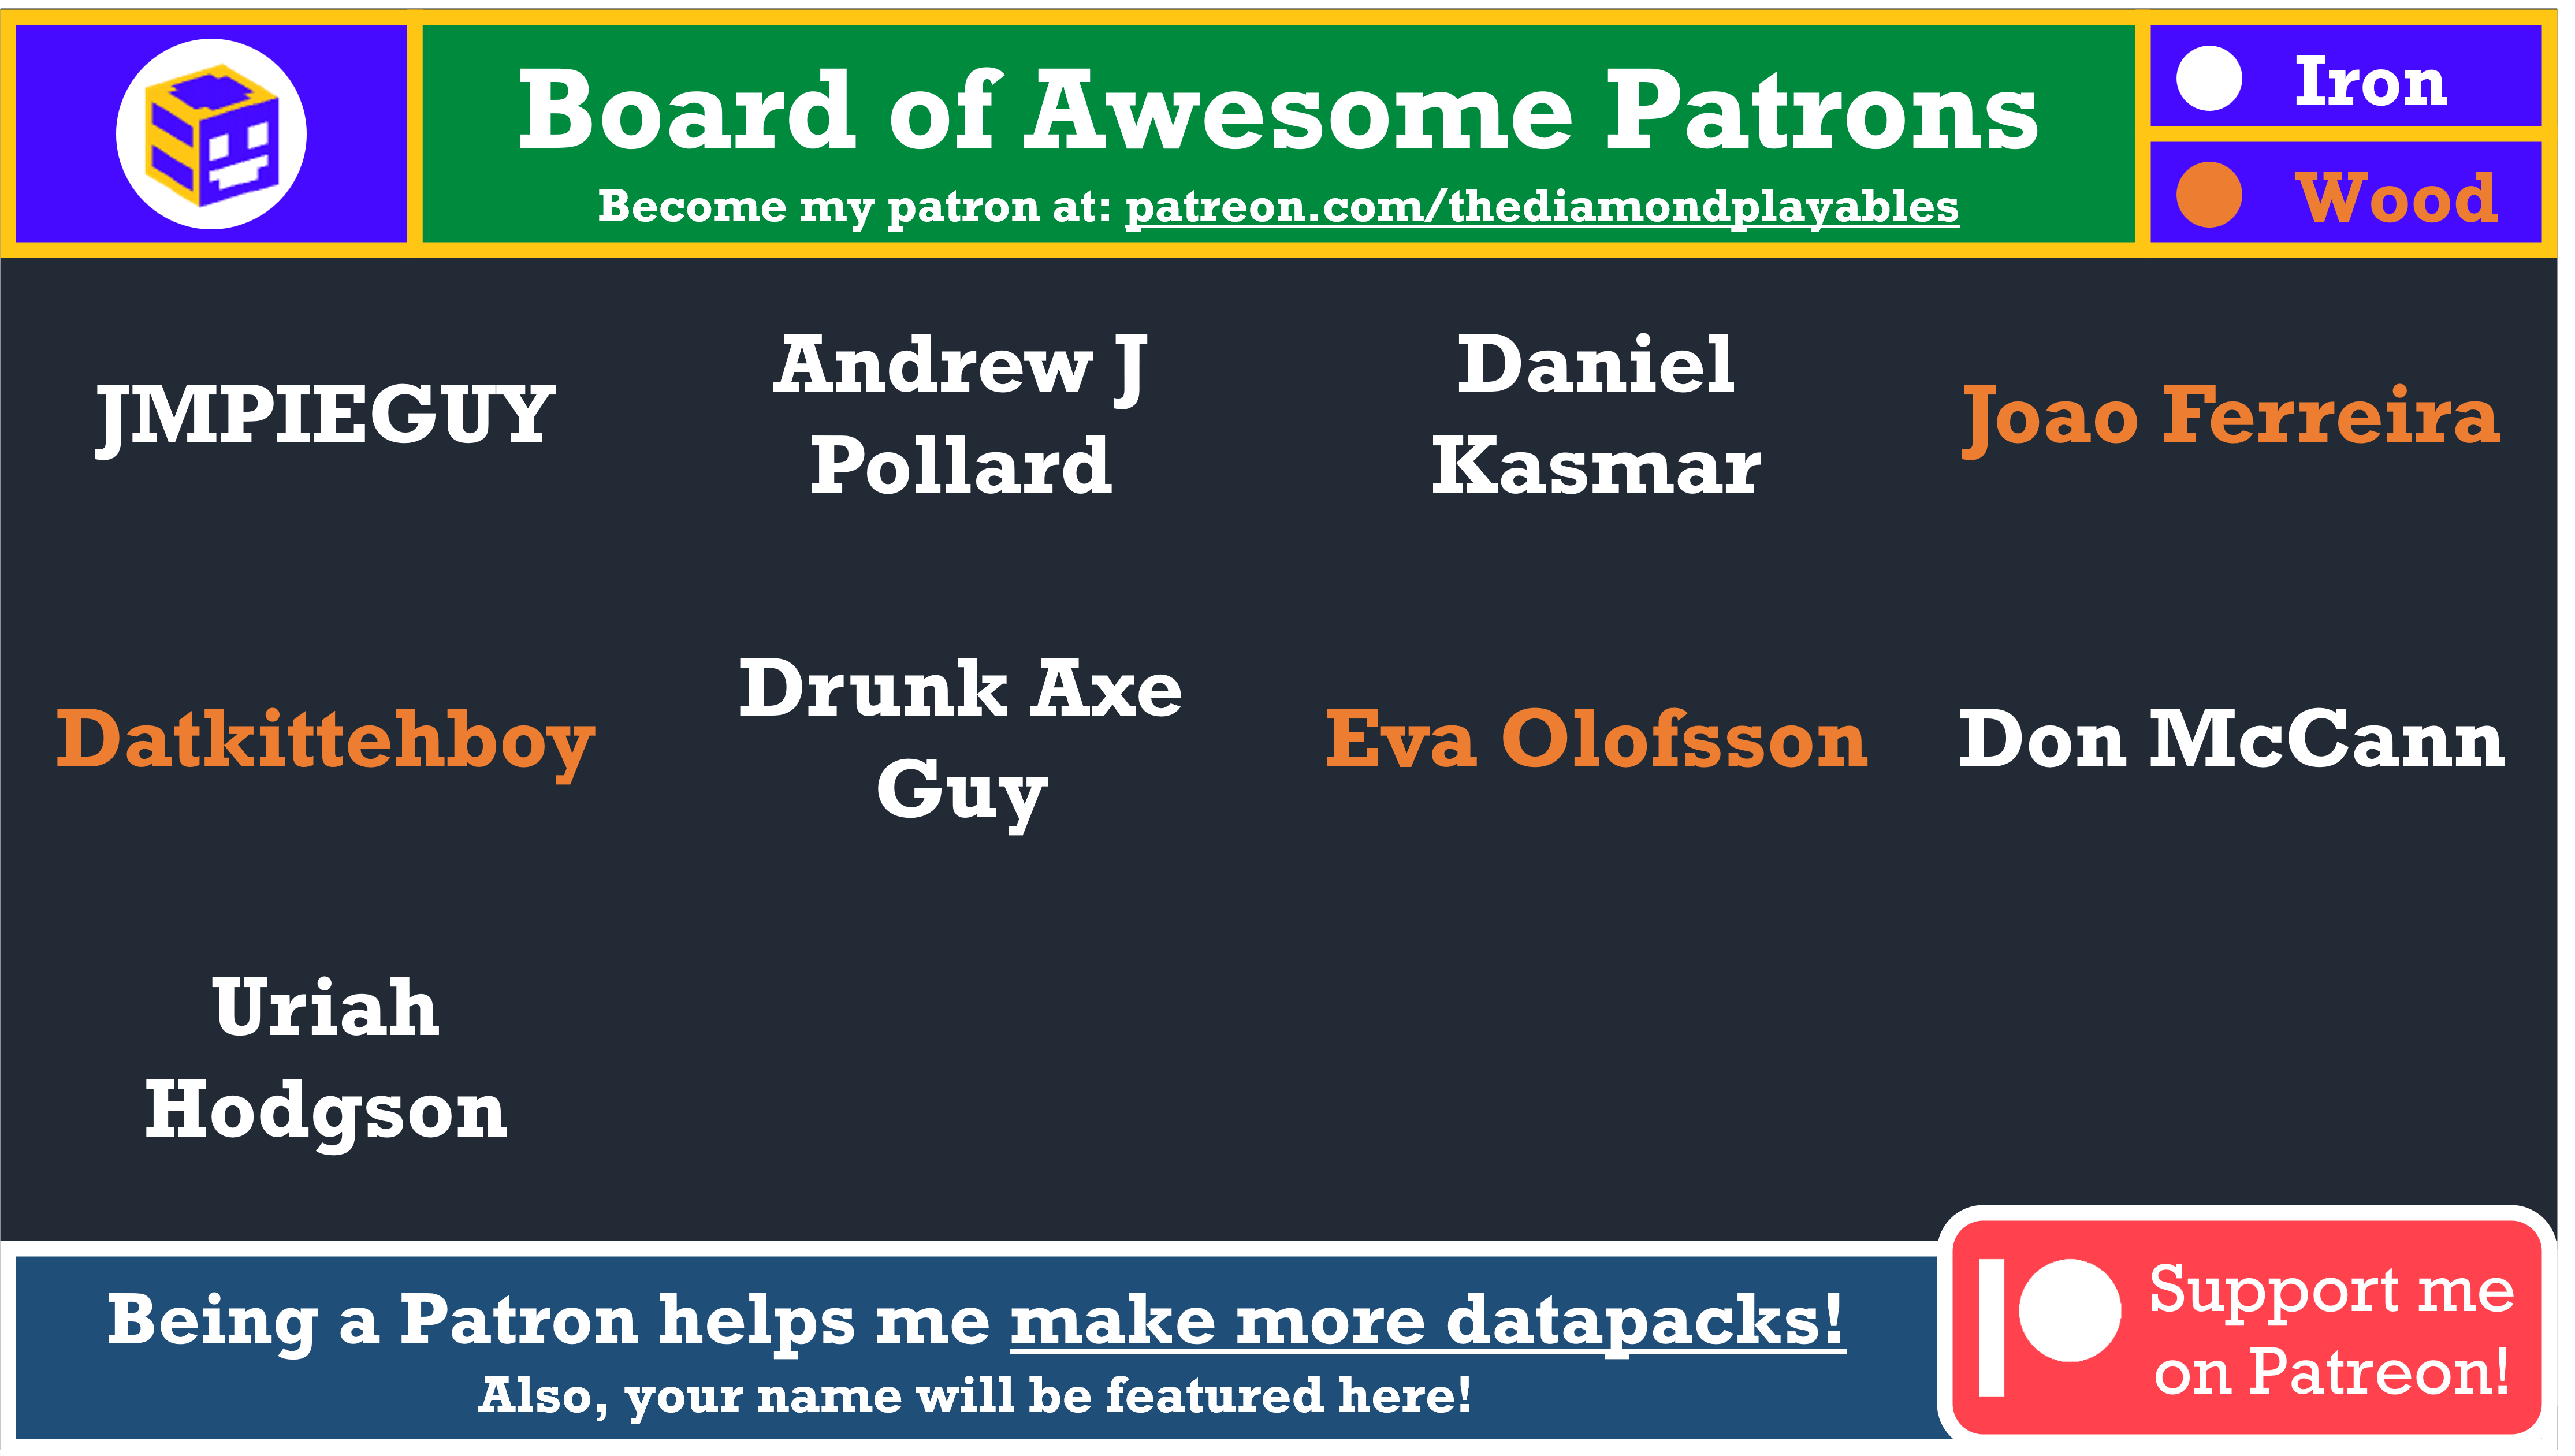 Board of Awesome Patrons
Become my patron at: patreon.com/thediamondplayables
Iron
Wood
JMPIEGUY
Andrew J
Pollard
Daniel
Kasmar
Joao Ferreira
Datkittehboy
Drunk Axe
Guy
Eva Olofsson
Don McCann
Uriah
Hodgson
Being a Patron helps me make more datapacks!
Also, your name will be featured here!
Support me
on Patreon!